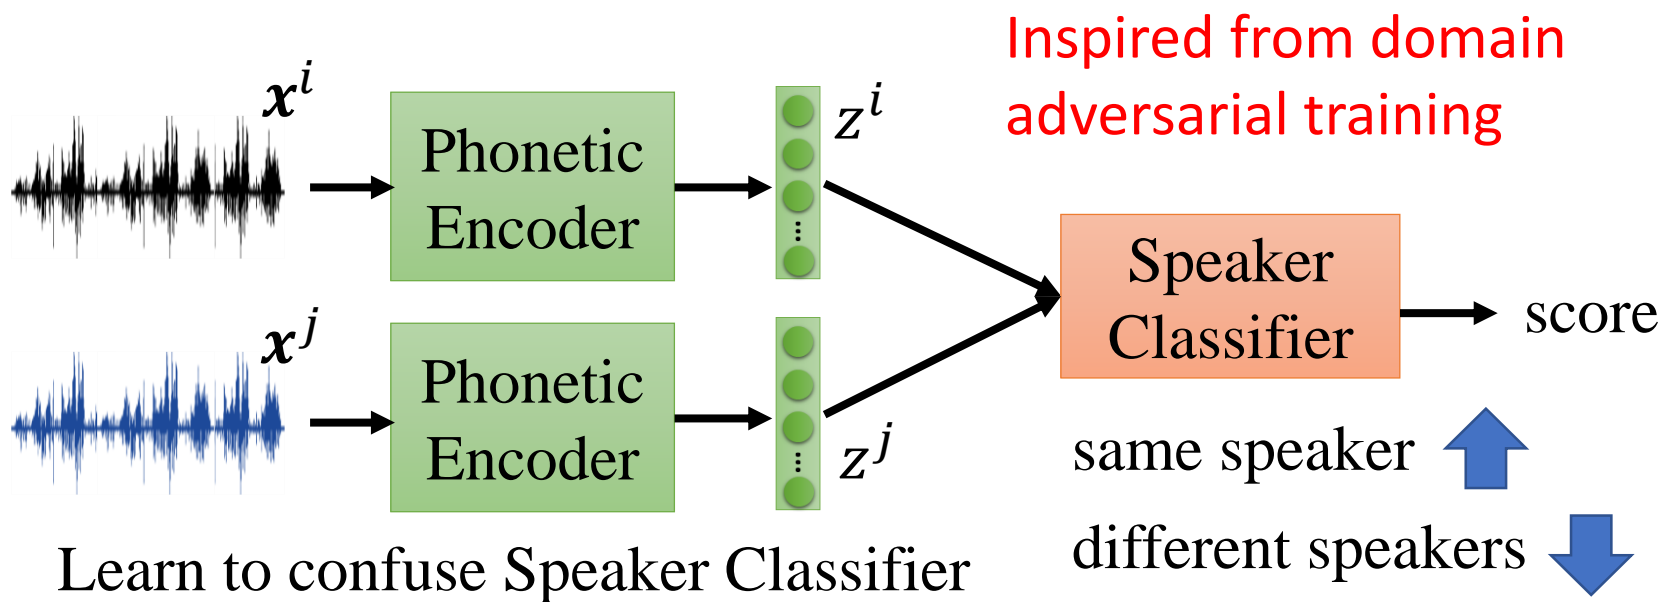 Inspired from domain
adversarial training
x^i
Phonetic
Encoder
z^i
x^j
Phonetic
Encoder
z^j
Speaker
Classifier
score
same speaker
different speakers
Learn to confuse Speaker Classifier